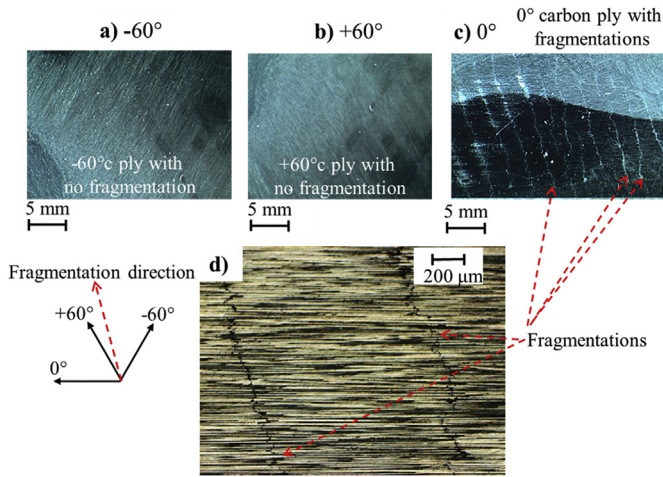 a) -60°
b) +60°
c) 0°
0° carbon ply with
fragmentations
-60°c ply with
no fragmentation
+60°c ply with
no fragmentation
5 mm
5 mm
5 mm
Fragmentation direction
+60°
-60°
0°
d)
200 μm
Fragmentations